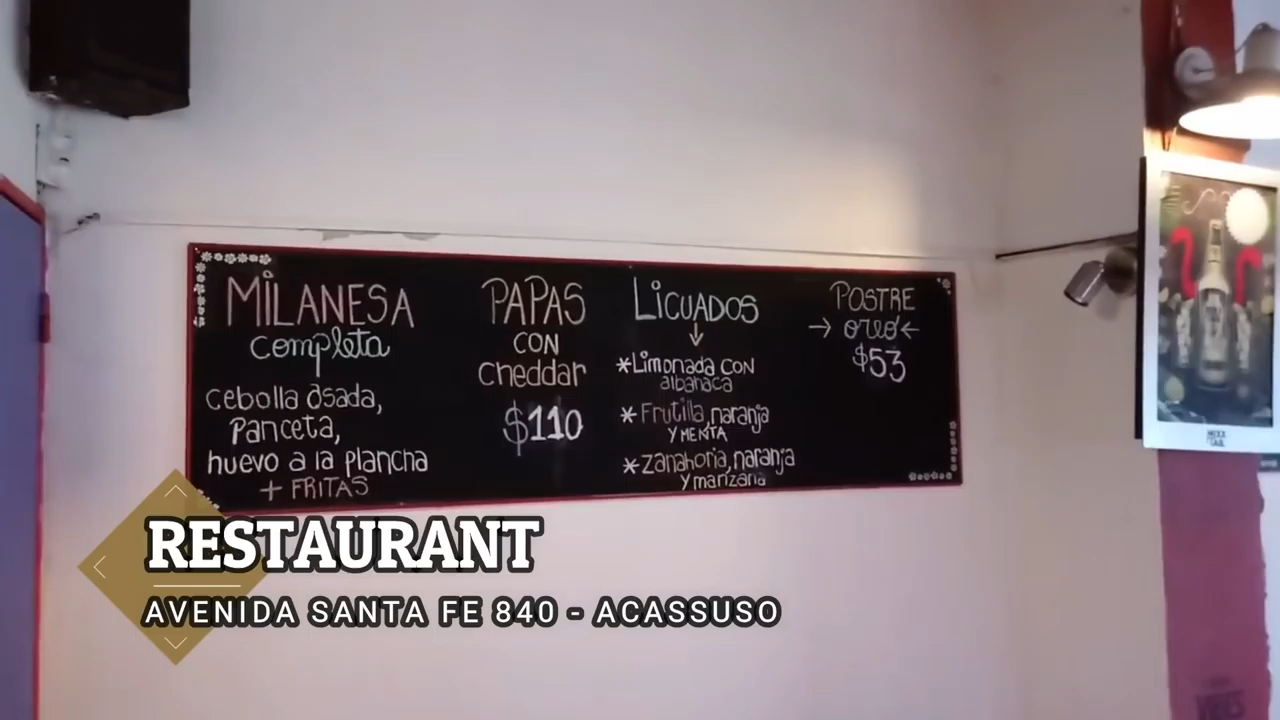 MILANESA
completa
cebolla asada,
Panceta,
huevo a la plancha
+ FRITAS
PAPAS
CON
cheddar
$110
LICUADOS
*Limonada CON
albahaca
*Frutilla, naranja
Y MENTA
*Zanahoria, naranja
y manzana
POSTRE
oreo
$53
RESTAURANT
AVENIDA SANTA FE 840 - ACASSUSO